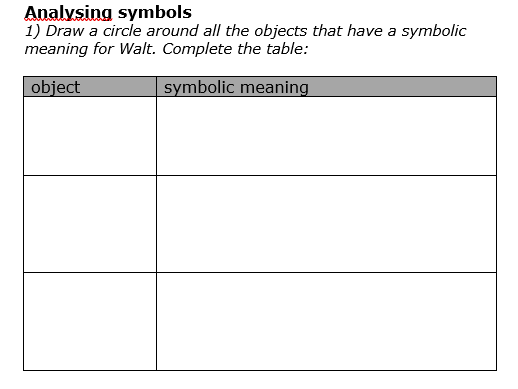 Analysing symbols
1) Draw a circle around all the objects that have a symbolic
meaning for Walt. Complete the table:
object symbolic meaning